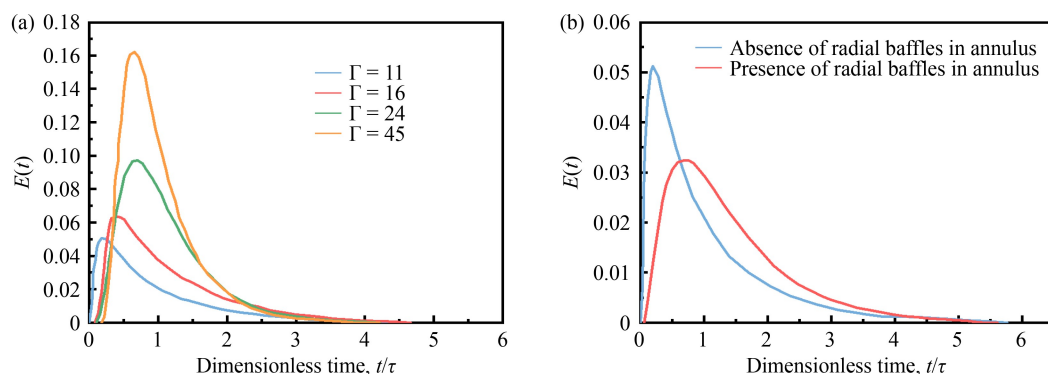 (a)
0.18
0.16
0.14
0.12
0.10
0.08
0.06
0.04
0.02
0
E(t)
Γ = 11
Γ = 16
Γ = 24
Γ = 45
0 1 2 3 4 5 6
Dimensionless time, t/τ
(b)
0.06
0.05
0.04
0.03
0.02
0.01
0
E(t)
Absence of radial baffles in annulus
Presence of radial baffles in annulus
0 1 2 3 4 5 6
Dimensionless time, t/τ